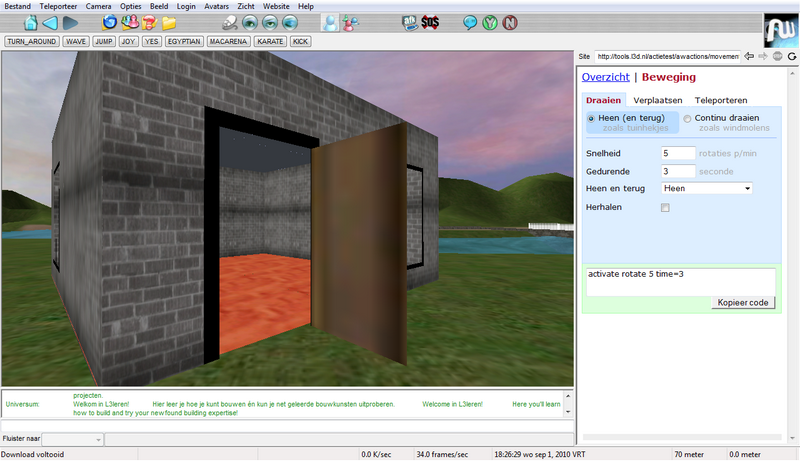 Bestand Teleporteer Camera Opties Beeld Login Avatars Zicht Website Help
$0$
Y N
AW
TURN_AROUND WAVE JUMP JOY YES EGYPTIAN MACARENA KARATE KICK
Site http://tools.l3d.nl/actietest/awactions/movemen
Overzicht | Beweging
Draaien Verplaatsen Teleporteren
Heen (en terug) Continu draaien
zoals tuinhekjes zoals windmolens
Snelheid 5 rotaties p/min
Gedurende 3 seconde
Heen en terug Heen
Herhalen
activate rotate 5 time=3
Kopieer code
projecten.
Universum: Welkom in L3leren! Hier leer je hoe je kunt bouwen èn kun je net geleerde bouwkunsten uitproberen. Welcome in L3leren! Here you'll learn
how to build and try your newfound building expertise!
Fluister naar
Download voltooid 0.0 K/sec 34.0 frames/sec 18:26:29 wo sep 1, 2010 VRT 70 meter 0.0 meter